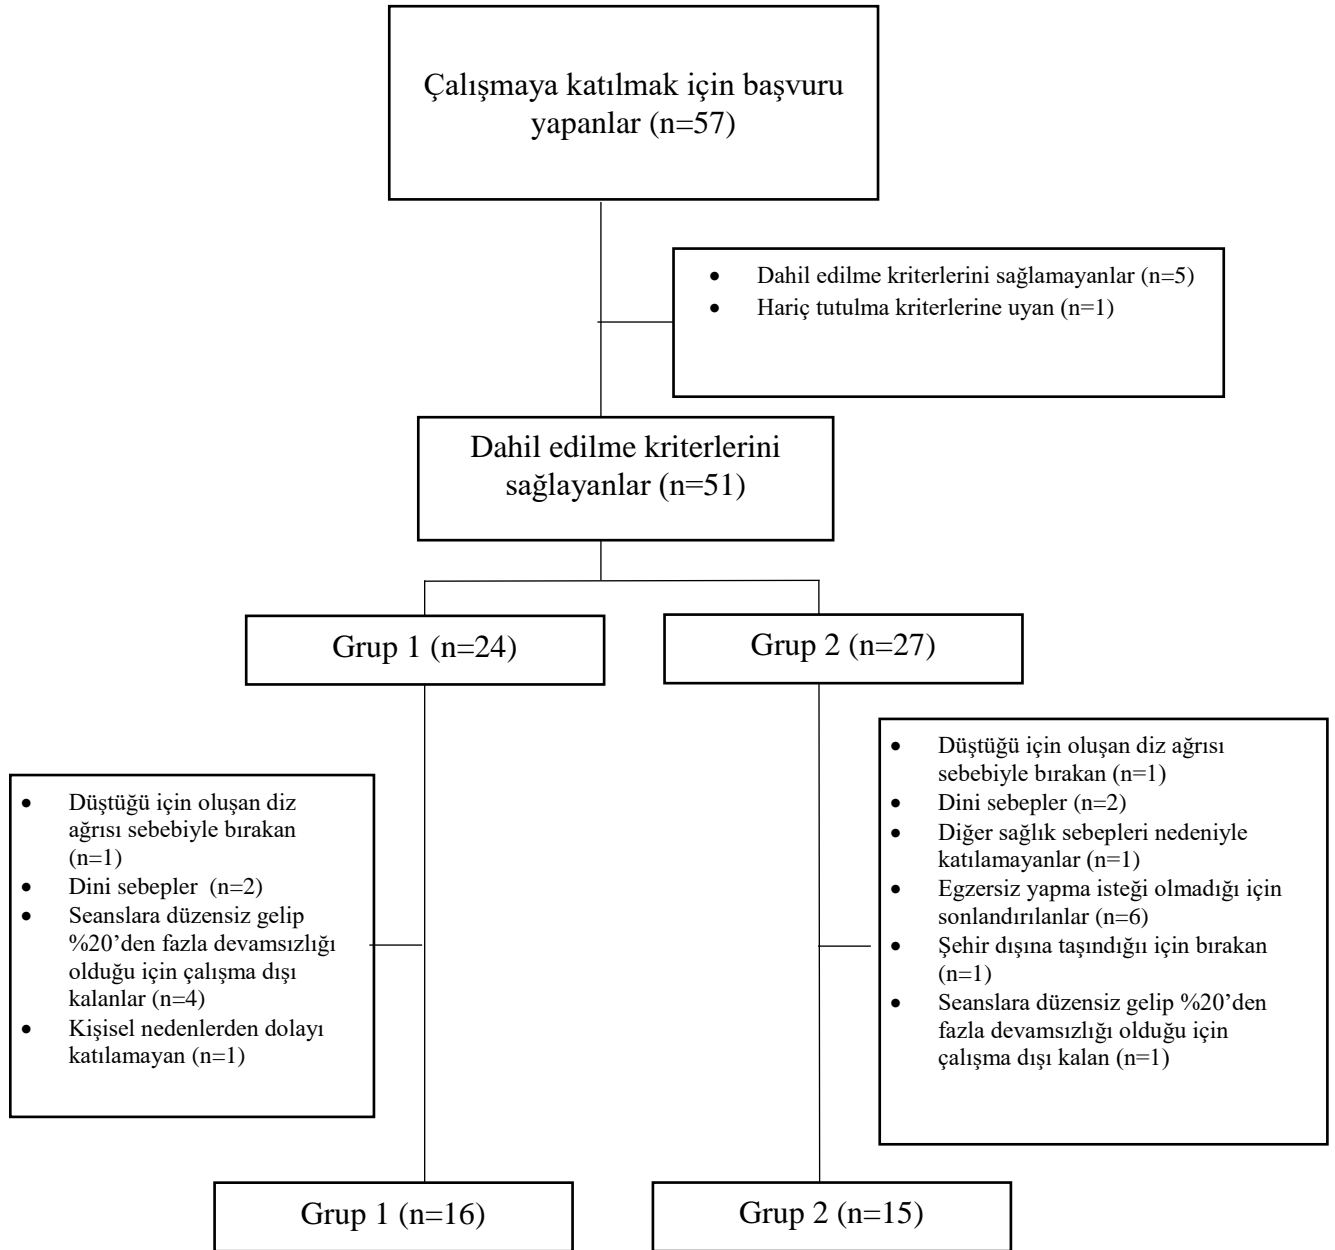 Çalışmaya katılmak için başvuru
yapanlar (n=57)
• Dahil edilme kriterlerini sağlamayanlar (n=5)
• Hariç tutulma kriterlerine uyan (n=1)
Dahil edilme kriterlerini
sağlayanlar (n=51)
Grup 1 (n=24)
Grup 2 (n=27)
• Düştüğü için oluşan diz
ağrısı sebebiyle bırakan
(n=1)
• Dini sebepler (n=2)
• Seanslara düzensiz gelip
%20’den fazla devamsızlığı
olduğu için çalışma dışı
kalanlar (n=4)
• Kişisel nedenlerden dolayı
katılamayan (n=1)
• Düştüğü için oluşan diz ağrısı
sebebiyle bırakan (n=1)
• Dini sebepler (n=2)
• Diğer sağlık sebepleri nedeniyle
katılamayanlar (n=1)
• Egzersiz yapma isteği olmadığı için
sonlandırılanlar (n=6)
• Şehir dışına taşındığıı için bırakan
(n=1)
• Seanslara düzensiz gelip %20’den
fazla devamsızlığı olduğu için
çalışma dışı kalan (n=1)
Grup 1 (n=16)
Grup 2 (n=15)